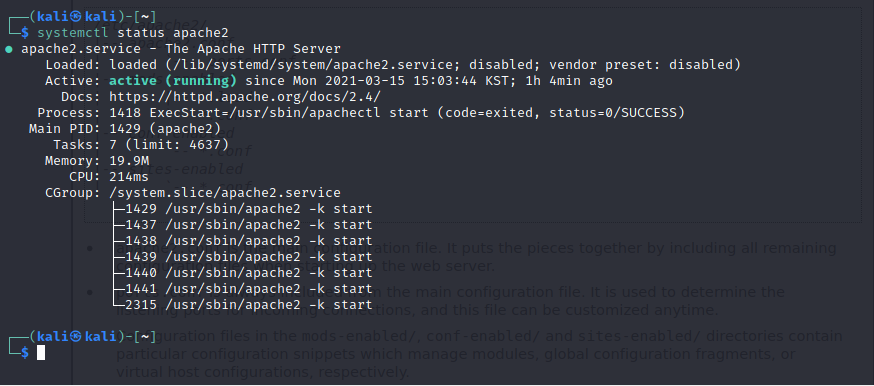 ┌──(kali㉿kali)-[~]
└─$ systemctl status apache2
● apache2.service - The Apache HTTP Server
Loaded: loaded (/lib/systemd/system/apache2.service; disabled; vendor preset: disabled)
Active: active (running) since Mon 2021-03-15 15:03:44 KST; 1h 4min ago
Docs: https://httpd.apache.org/docs/2.4/
Process: 1418 ExecStart=/usr/sbin/apachectl start (code=exited, status=0/SUCCESS)
Main PID: 1429 (apache2)
Tasks: 7 (limit: 4637)
Memory: 19.9M
CPU: 214ms
CGroup: /system.slice/apache2.service
├─1429 /usr/sbin/apache2 -k start
├─1437 /usr/sbin/apache2 -k start
├─1438 /usr/sbin/apache2 -k start
├─1439 /usr/sbin/apache2 -k start
├─1440 /usr/sbin/apache2 -k start
├─1441 /usr/sbin/apache2 -k start
└─2315 /usr/sbin/apache2 -k start
┌──(kali㉿kali)-[~]
└─$
file. It puts the pieces together by including all remaining
the web server.
the main configuration file. It is used to determine the
connections, and this file can be customized anytime.
files in the mods-enabled/, conf-enabled/ and sites-enabled/ directories contain
particular configuration snippets which manage modules, global configuration fragments, or
virtual host configurations, respectively.